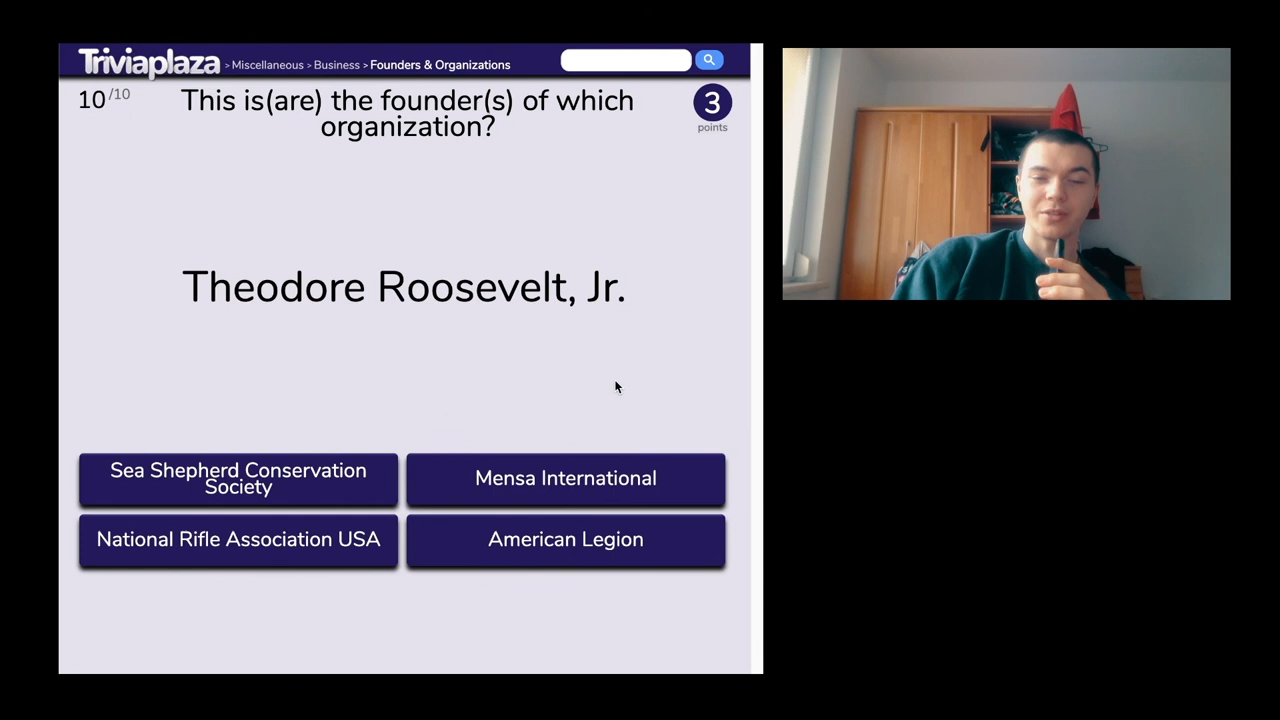 Triviaplaza > Miscellaneous > Business > Founders & Organizations
10/10
This is(are) the founder(s) of which
organization?
3
points
Theodore Roosevelt, Jr.
Sea Shepherd Conservation
Society
Mensa International
National Rifle Association USA
American Legion